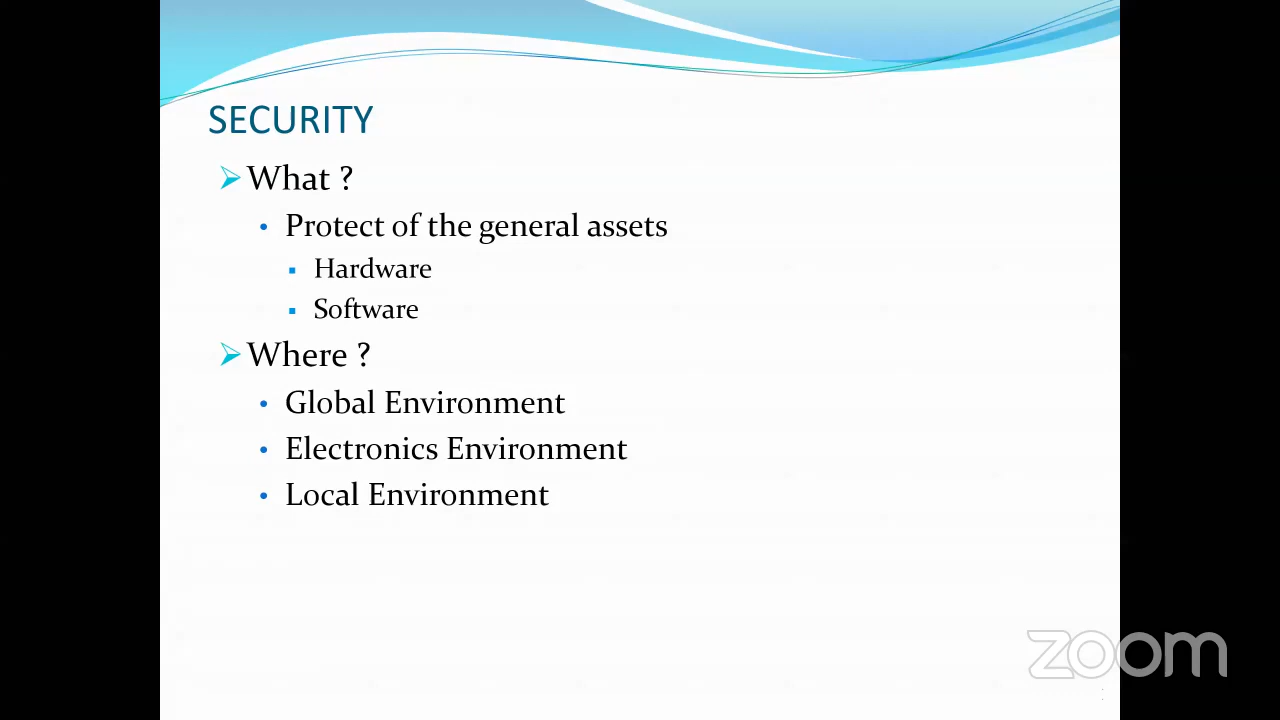 SECURITY
What ?
Protect of the general assets
Hardware
Software
Where ?
Global Environment
Electronics Environment
Local Environment
zoom